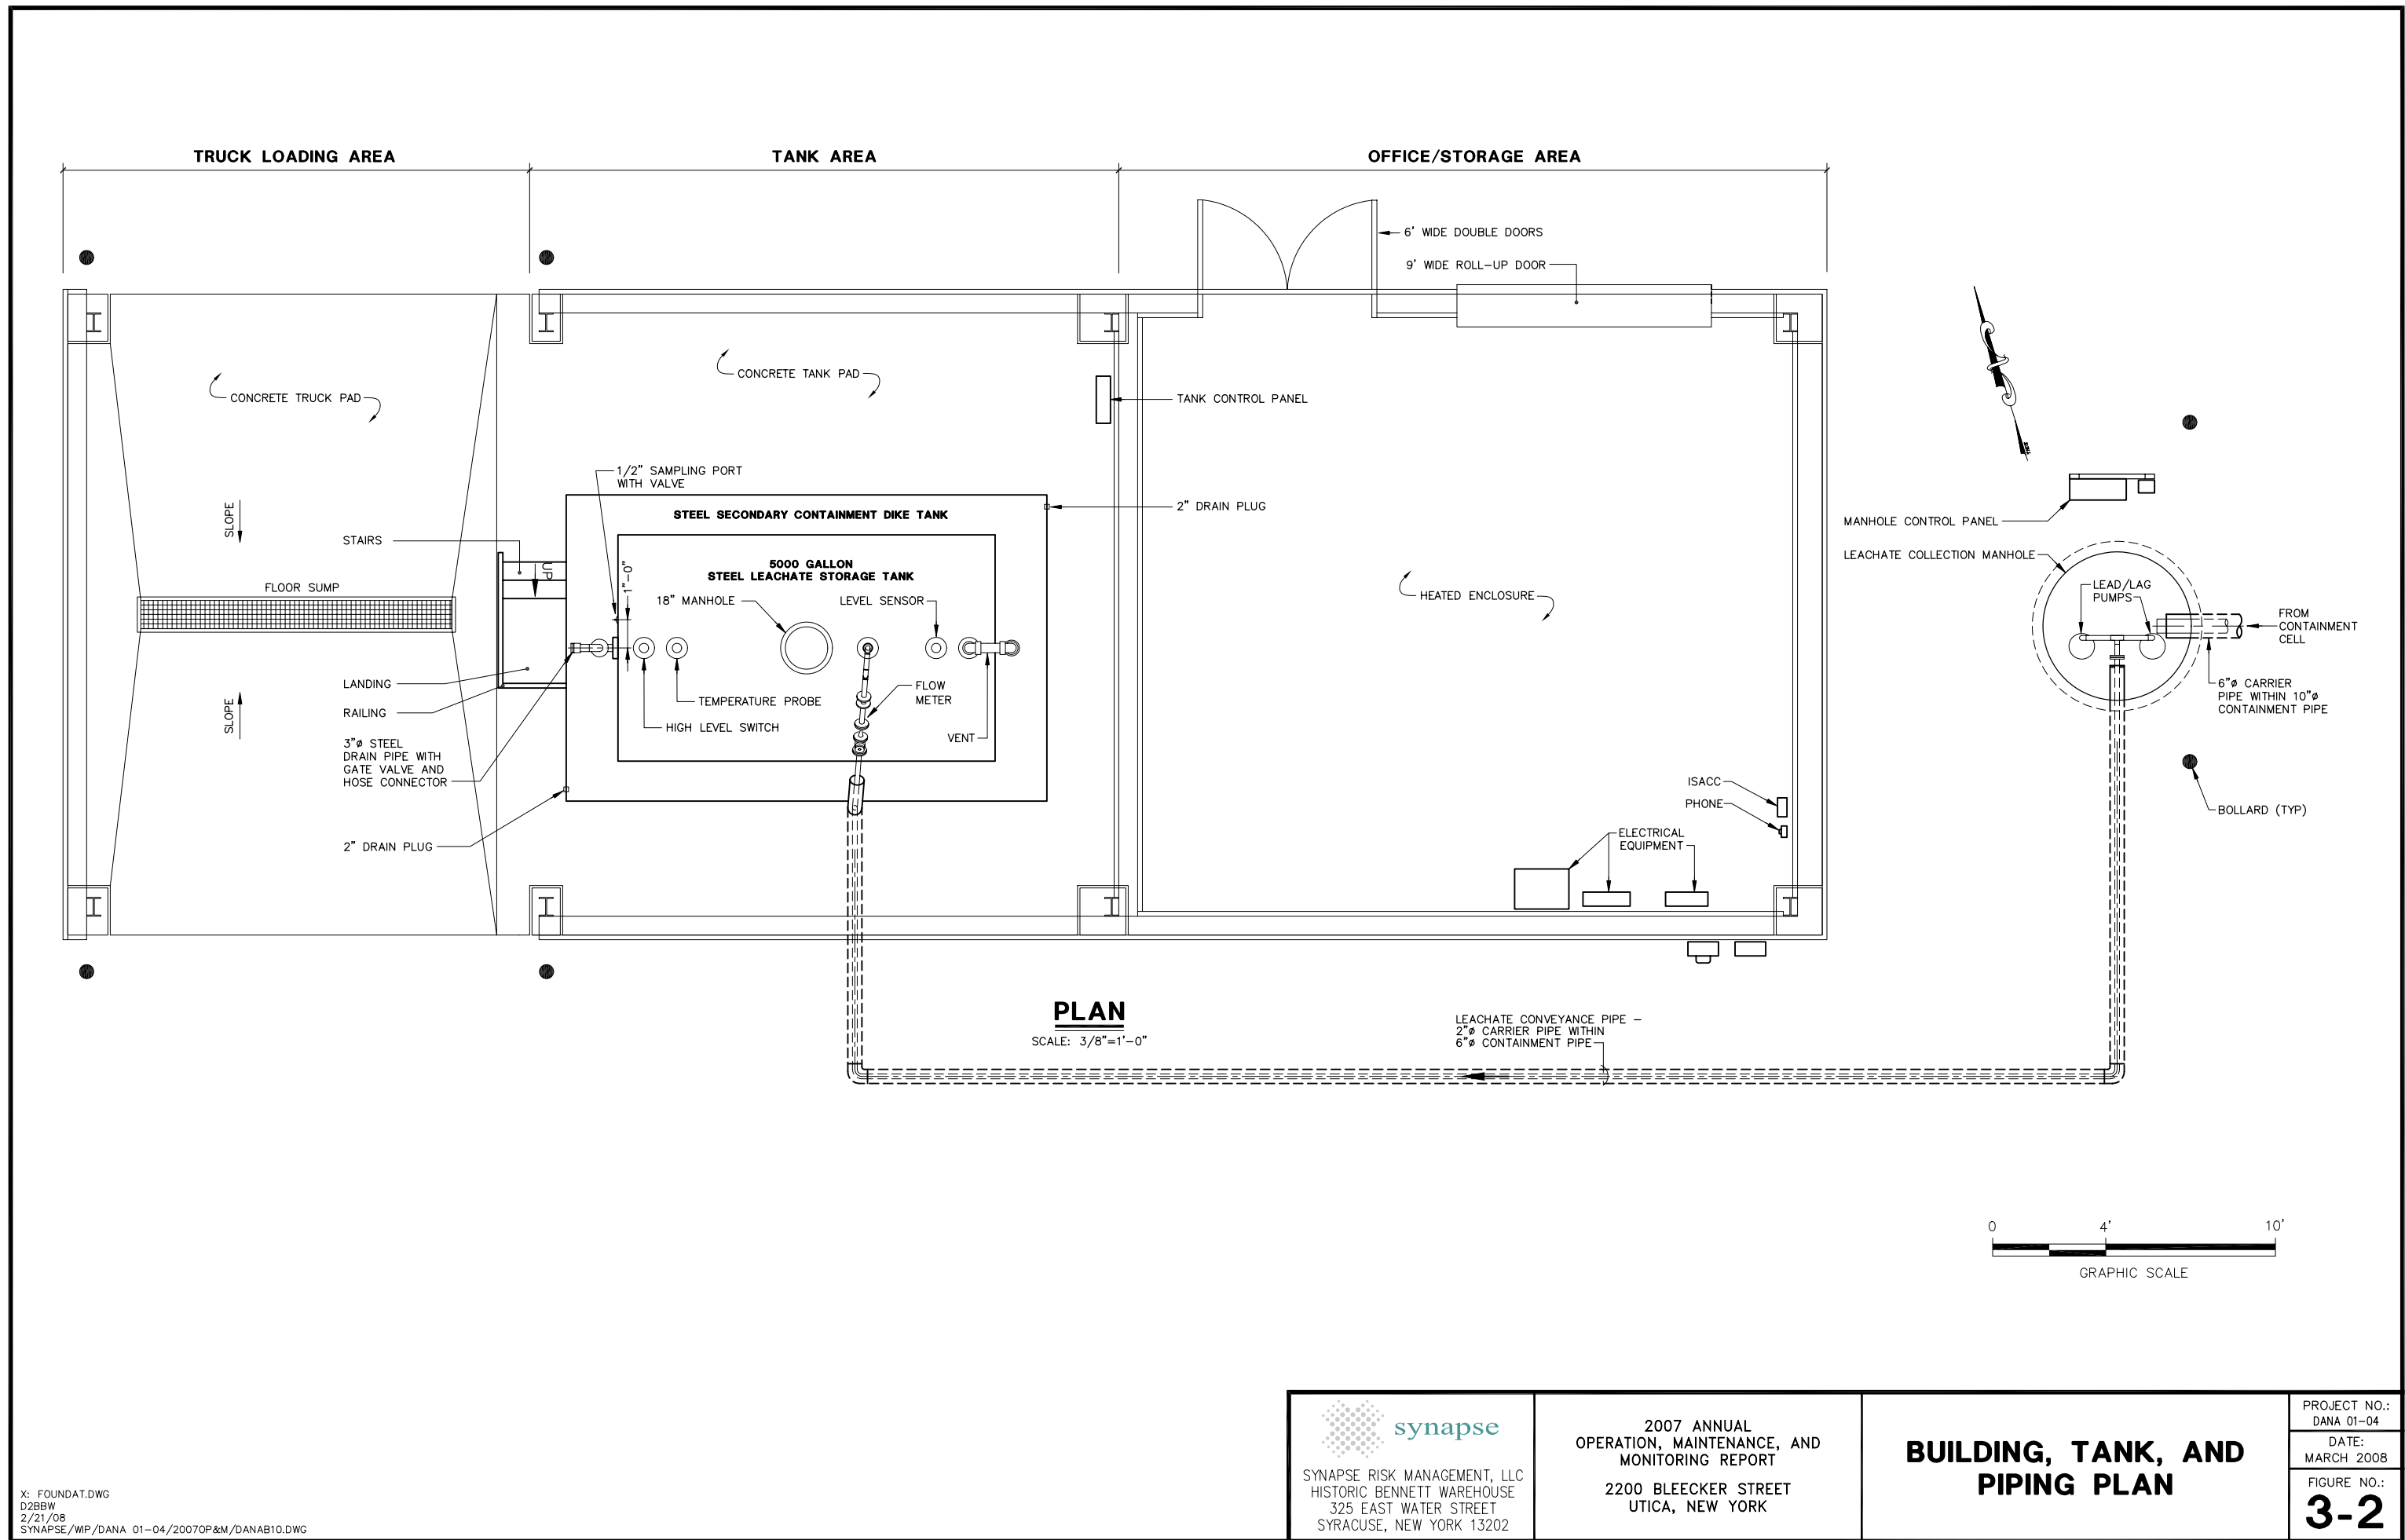 TRUCK LOADING AREA
TANK AREA
OFFICE/STORAGE AREA
6' WIDE DOUBLE DOORS
9' WIDE ROLL-UP DOOR
CONCRETE TRUCK PAD
CONCRETE TANK PAD
TANK CONTROL PANEL
1/2" SAMPLING PORT
WITH VALVE
2" DRAIN PLUG
STEEL SECONDARY CONTAINMENT DIKE TANK
5000 GALLON
STEEL LEACHATE STORAGE TANK
18" MANHOLE
LEVEL SENSOR
1'-0"
UP
SLOPE
STAIRS
FLOOR SUMP
SLOPE
LANDING
RAILING
3"ø STEEL
DRAIN PIPE WITH
GATE VALVE AND
HOSE CONNECTOR
2" DRAIN PLUG
TEMPERATURE PROBE
HIGH LEVEL SWITCH
FLOW
METER
VENT
HEATED ENCLOSURE
ISACC
PHONE
ELECTRICAL
EQUIPMENT
MANHOLE CONTROL PANEL
LEACHATE COLLECTION MANHOLE
LEAD/LAG
PUMPS
FROM
CONTAINMENT
CELL
6"ø CARRIER
PIPE WITHIN 10"ø
CONTAINMENT PIPE
BOLLARD (TYP)
PLAN
SCALE: 3/8"=1'-0"
LEACHATE CONVEYANCE PIPE -
2"ø CARRIER PIPE WITHIN
6"ø CONTAINMENT PIPE
0 4' 10'
GRAPHIC SCALE
synapse
SYNAPSE RISK MANAGEMENT, LLC
HISTORIC BENNETT WAREHOUSE
325 EAST WATER STREET
SYRACUSE, NEW YORK 13202
2007 ANNUAL
OPERATION, MAINTENANCE, AND
MONITORING REPORT
2200 BLEECKER STREET
UTICA, NEW YORK
BUILDING, TANK, AND
PIPING PLAN
PROJECT NO.:
DANA 01-04
DATE:
MARCH 2008
FIGURE NO.:
3-2
X: FOUNDAT.DWG
D2BBW
2/21/08
SYNAPSE/WIP/DANA 01-04/2007OP&M/DANAB10.DWG